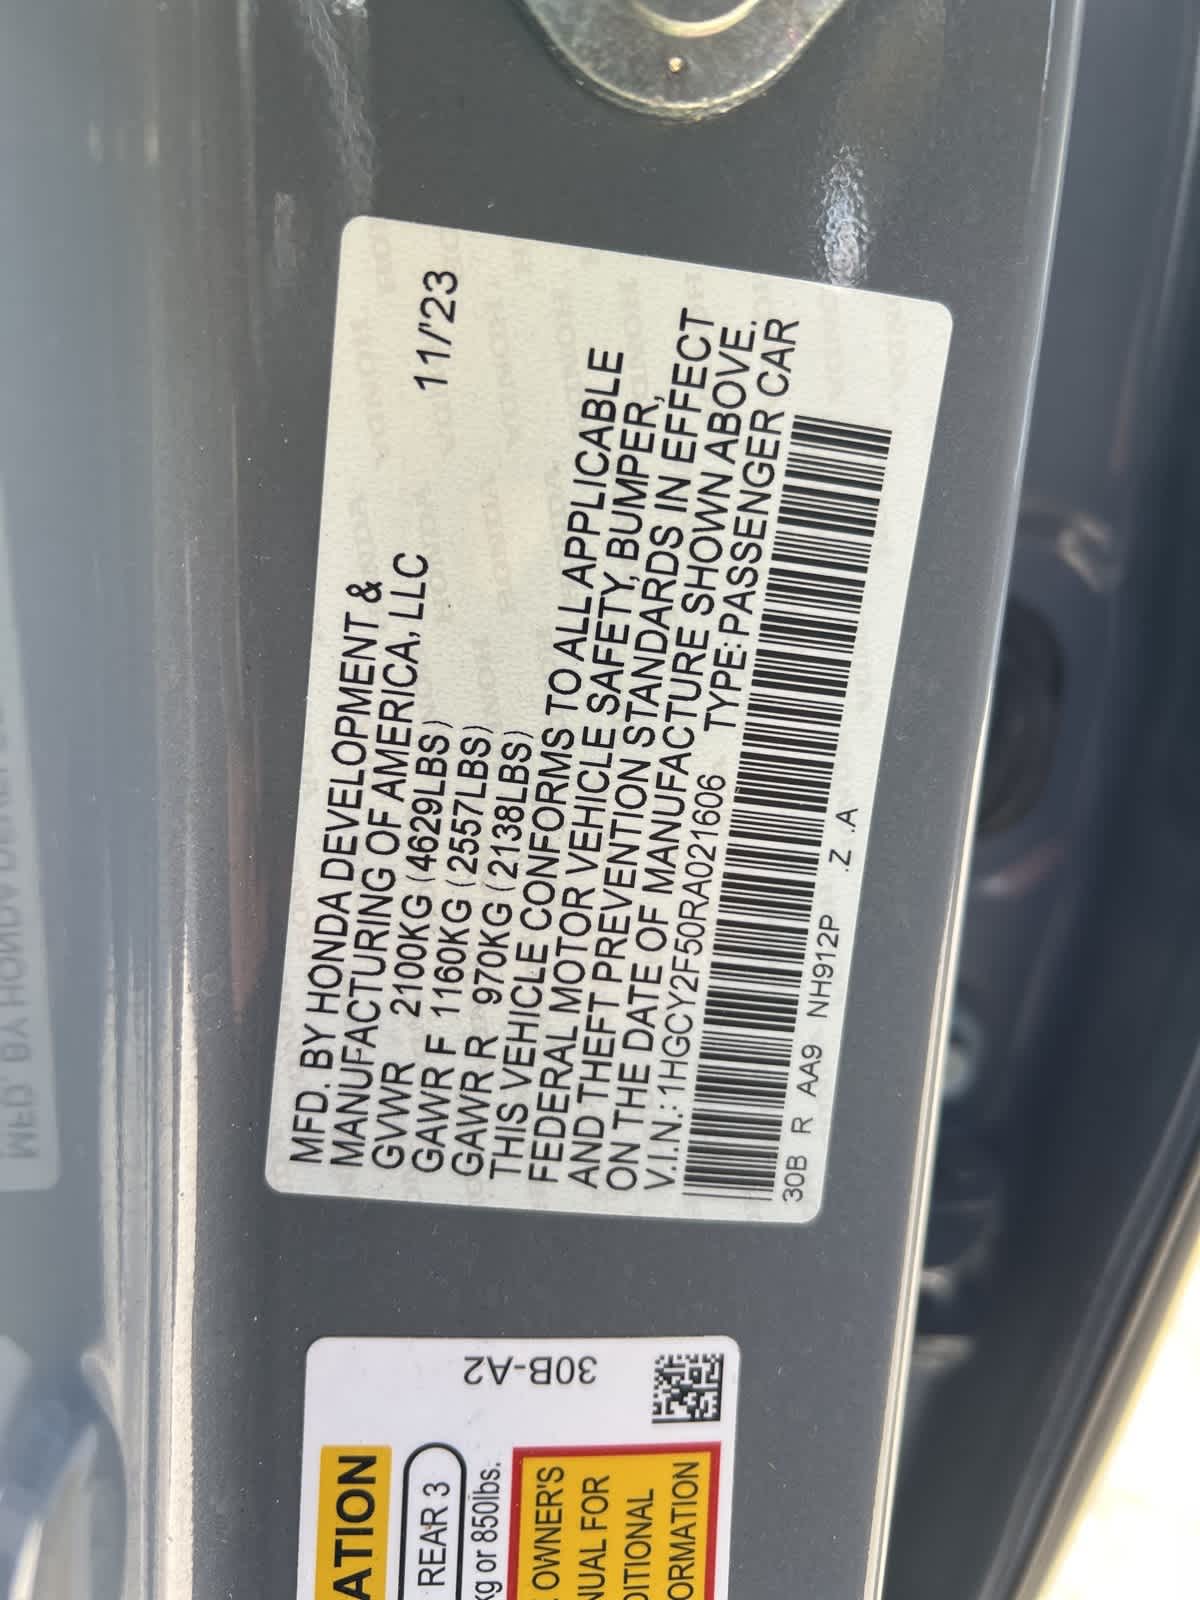 MFD. BY HONDA DEVELOPMENT &
MANUFACTURING OF AMERICA, LLC 11/'23
GVWR 2100KG (4629LBS)
GAWR F 1160KG (2557LBS)
GAWR R 970KG (2138LBS)
THIS VEHICLE CONFORMS TO ALL APPLICABLE
FEDERAL MOTOR VEHICLE SAFETY, BUMPER,
AND THEFT PREVENTION STANDARDS IN EFFECT
ON THE DATE OF MANUFACTURE SHOWN ABOVE.
V.I.N.: 1HGCY2F50RA021606 TYPE: PASSENGER CAR
30B R AA9 NH912P .Z .A
30B-A2
ATION
REAR 3
kg or 850lbs.
OWNER'S
NUAL FOR
DITIONAL
ORMATION
MFD. BY HONDA